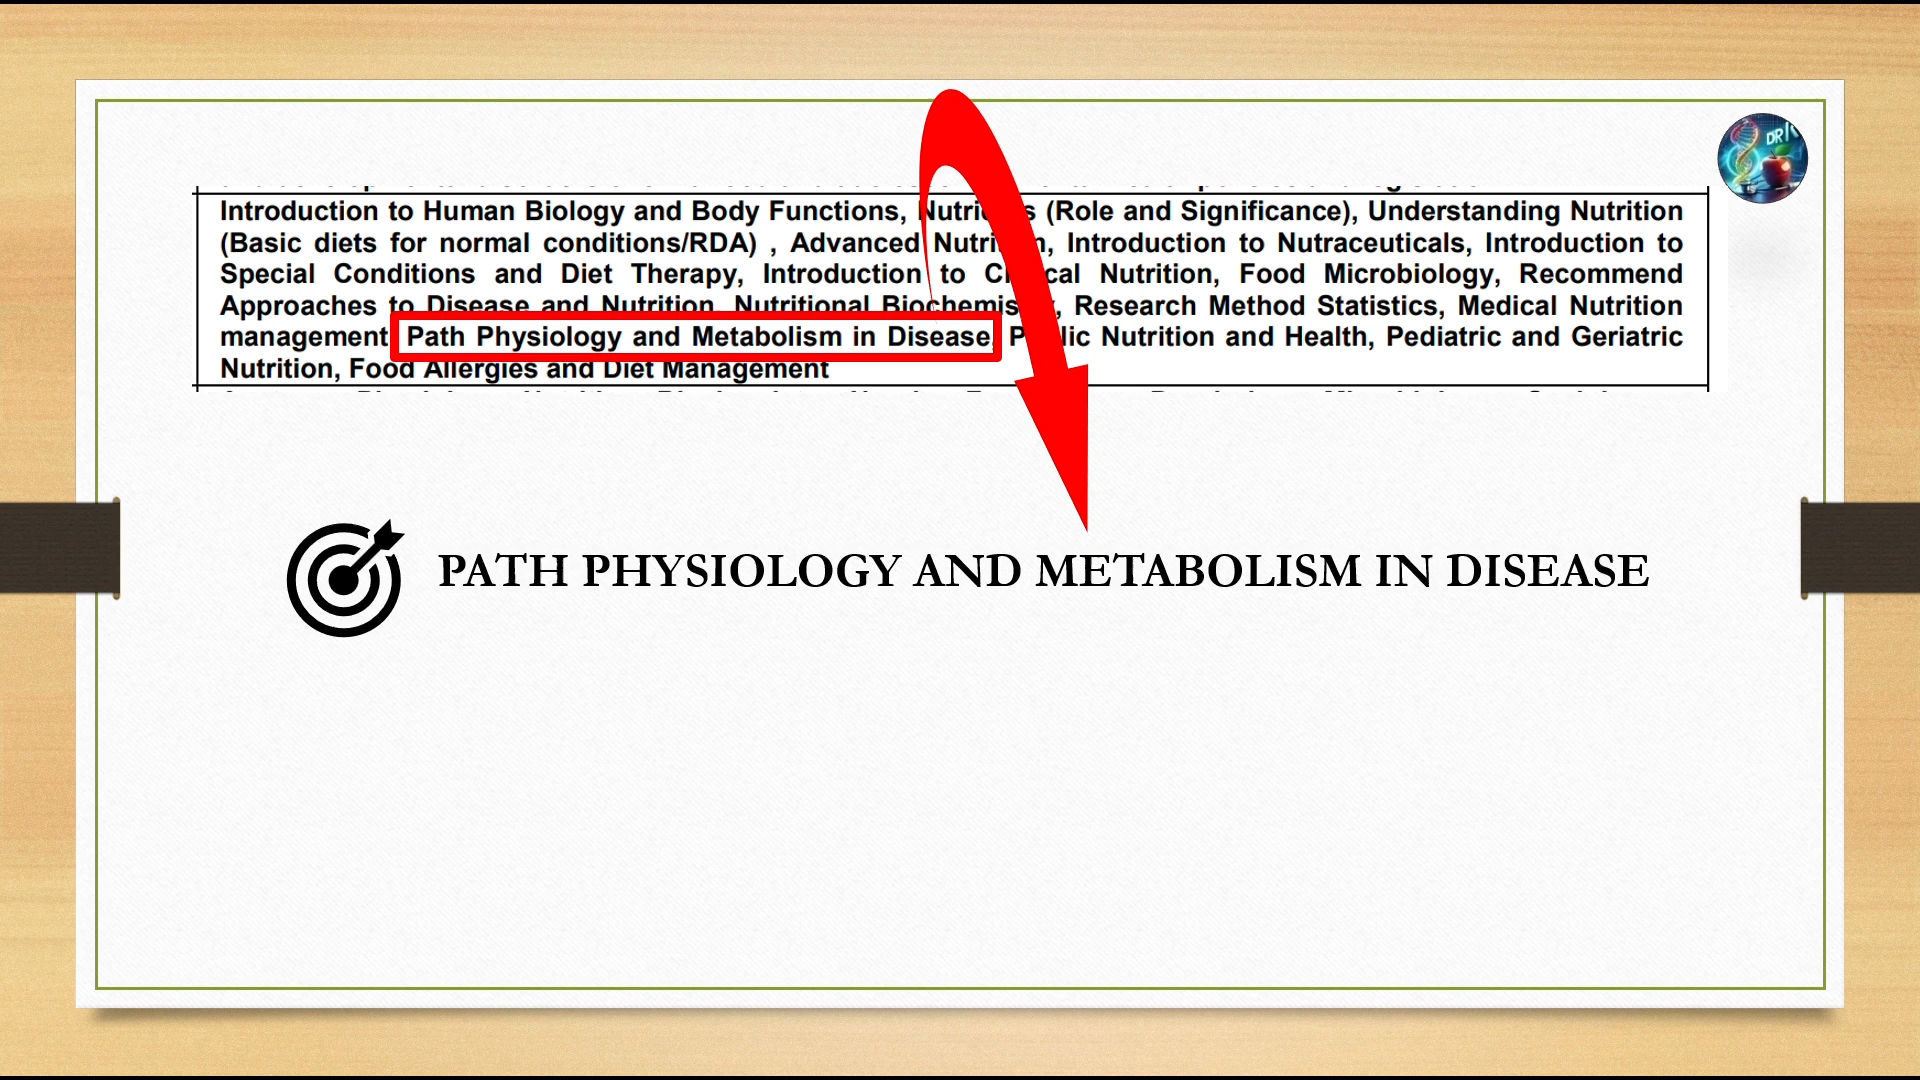 Introduction to Human Biology and Body Functions, (Role and Significance), Understanding Nutrition
(Basic diets for normal conditions/RDA) , Advanced Introduction to Nutraceuticals, Introduction to
Special Conditions and Diet Therapy, Introduction to Nutrition, Food Microbiology, Recommend
Approaches to Disease and Nutrition, Nutritional Research Method Statistics, Medical Nutrition
management Path Physiology and Metabolism in Disease, Nutrition and Health, Pediatric and Geriatric
Nutrition, Food Allergies and Diet Management
PATH PHYSIOLOGY AND METABOLISM IN DISEASE